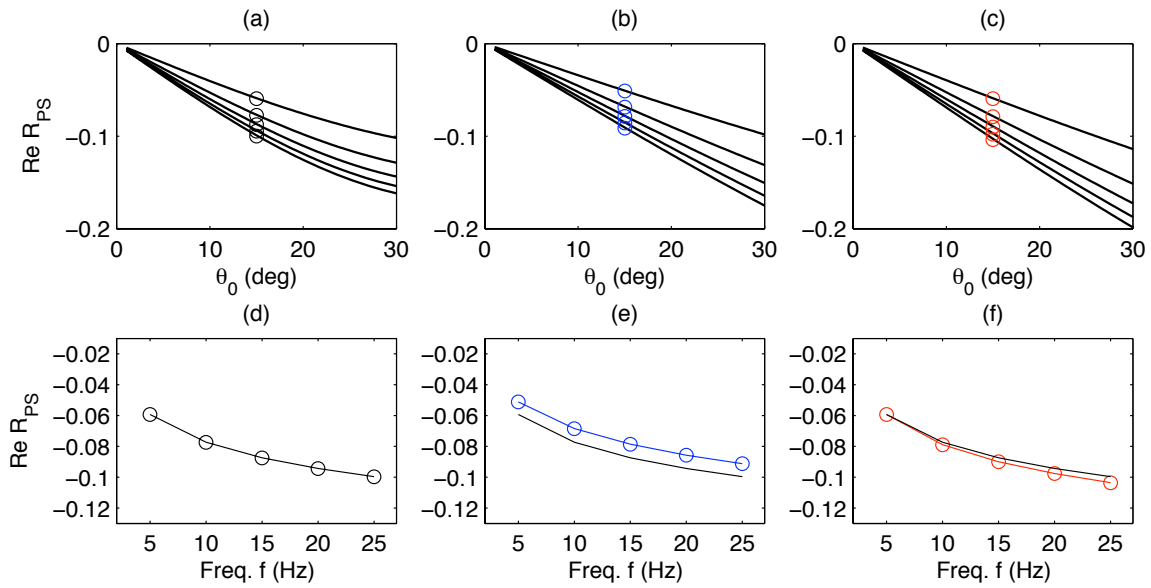 (a) (b) (c)
0 0 0
−0.1 −0.1 −0.1
−0.2 −0.2 −0.2
Re R_PS
0 10 20 30 0 10 20 30 0 10 20 30
θ_0 (deg) θ_0 (deg) θ_0 (deg)
(d) (e) (f)
−0.02 −0.02 −0.02
−0.04 −0.04 −0.04
−0.06 −0.06 −0.06
−0.08 −0.08 −0.08
−0.1 −0.1 −0.1
−0.12 −0.12 −0.12
Re R_PS
5 10 15 20 25 5 10 15 20 25 5 10 15 20 25
Freq. f (Hz) Freq. f (Hz) Freq. f (Hz)